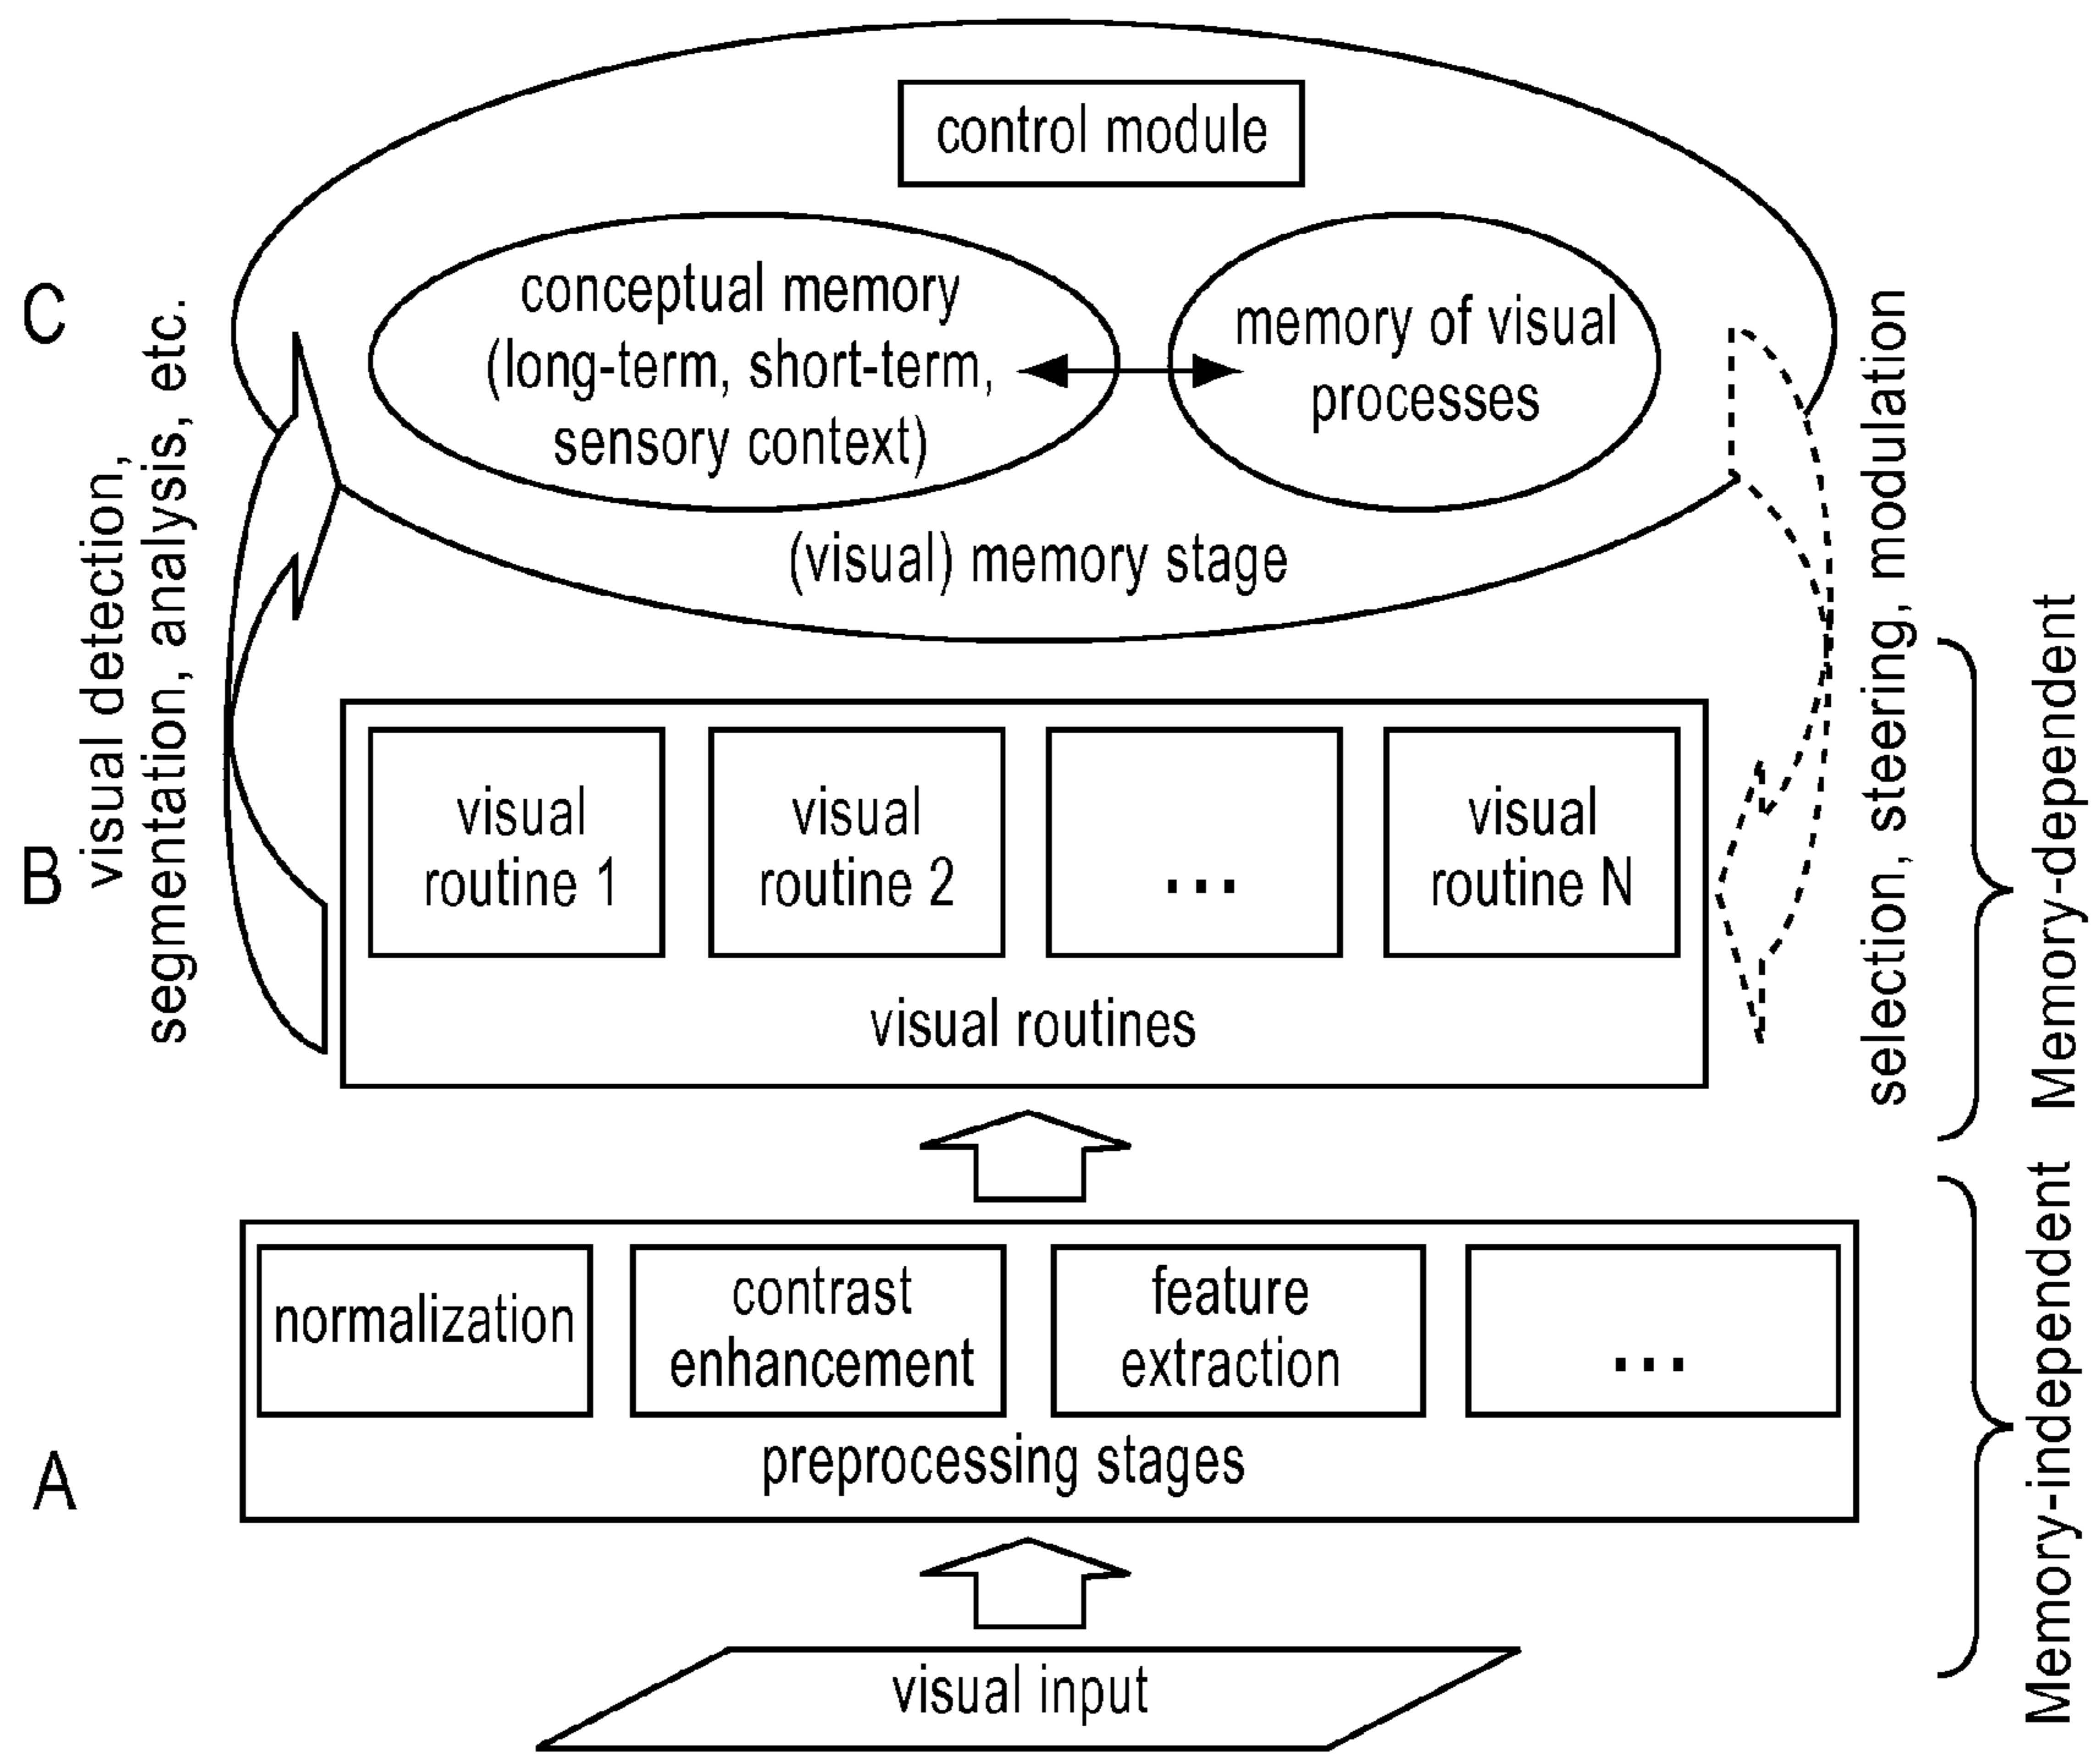 control module
C
conceptual memory
(long-term, short-term,
sensory context)
memory of visual
processes
(visual) memory stage
visual detection,
segmentation, analysis, etc.
selection, steering, modulation
Memory-dependent
B
visual
routine 1
visual
routine 2
...
visual
routine N
visual routines
Memory-independent
normalization
contrast
enhancement
feature
extraction
...
preprocessing stages
A
visual input